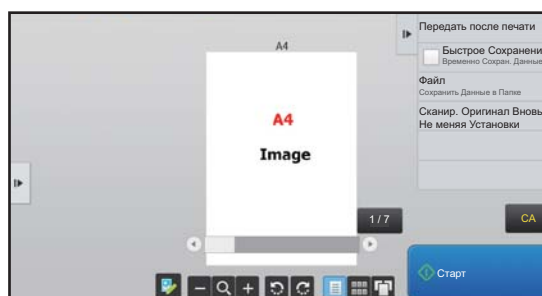 A4
A4
Image
1 / 7
Передать после печати
Быстрое Сохранени
Временно Сохран. Данные
Файл
Сохранить Данные в Папке
Сканир. Оригинал Вновь
Не меняя Установки
CA
Старт